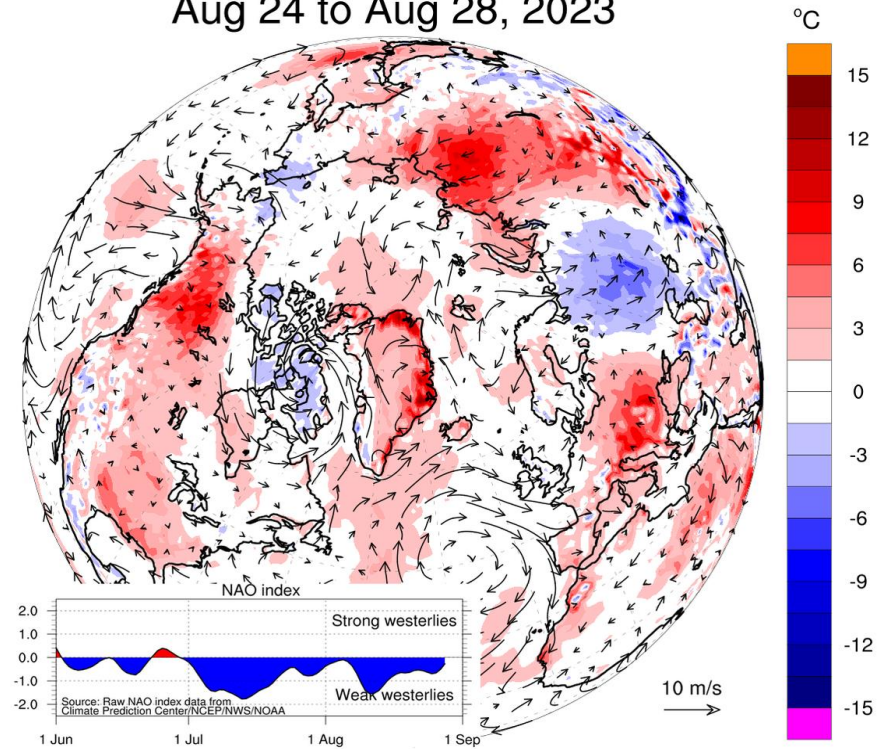 Aug 24 to Aug 28, 2023
°C
15
12
9
6
3
0
-3
-6
-9
-12
-15
10 m/s
NAO index
2.0
1.0
0.0
-1.0
-2.0
Strong westerlies
Weak westerlies
Source: Raw NAO index data from
Climate Prediction Center/NCEP/NWS/NOAA
1 Jun
1 Jul
1 Aug
1 Sep